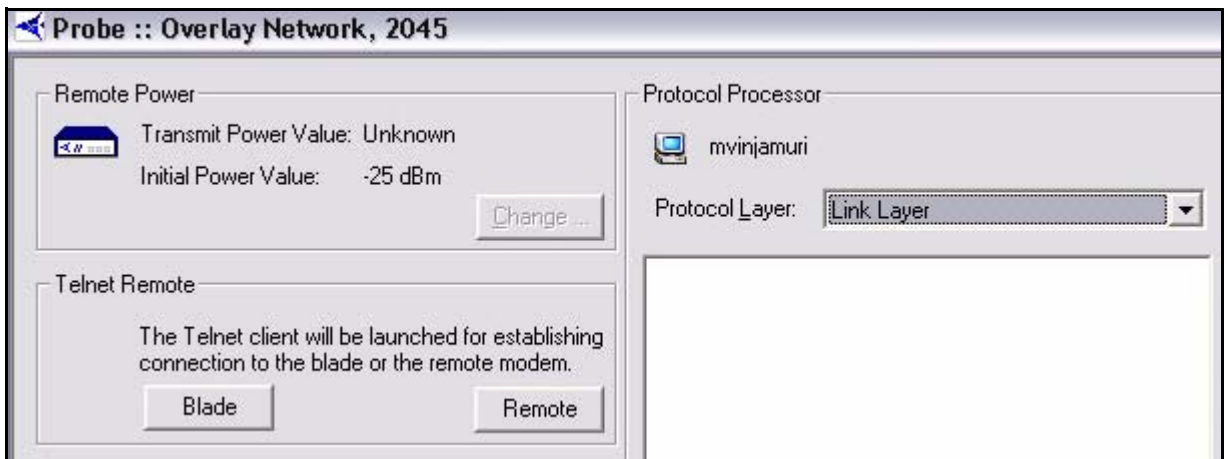 Probe :: Overlay Network, 2045
Remote Power
Transmit Power Value: Unknown
Initial Power Value: -25 dBm
Change ...
Telnet Remote
The Telnet client will be launched for establishing
connection to the blade or the remote modem.
Blade
Remote
Protocol Processor
mvinjamuri
Protocol Layer: Link Layer